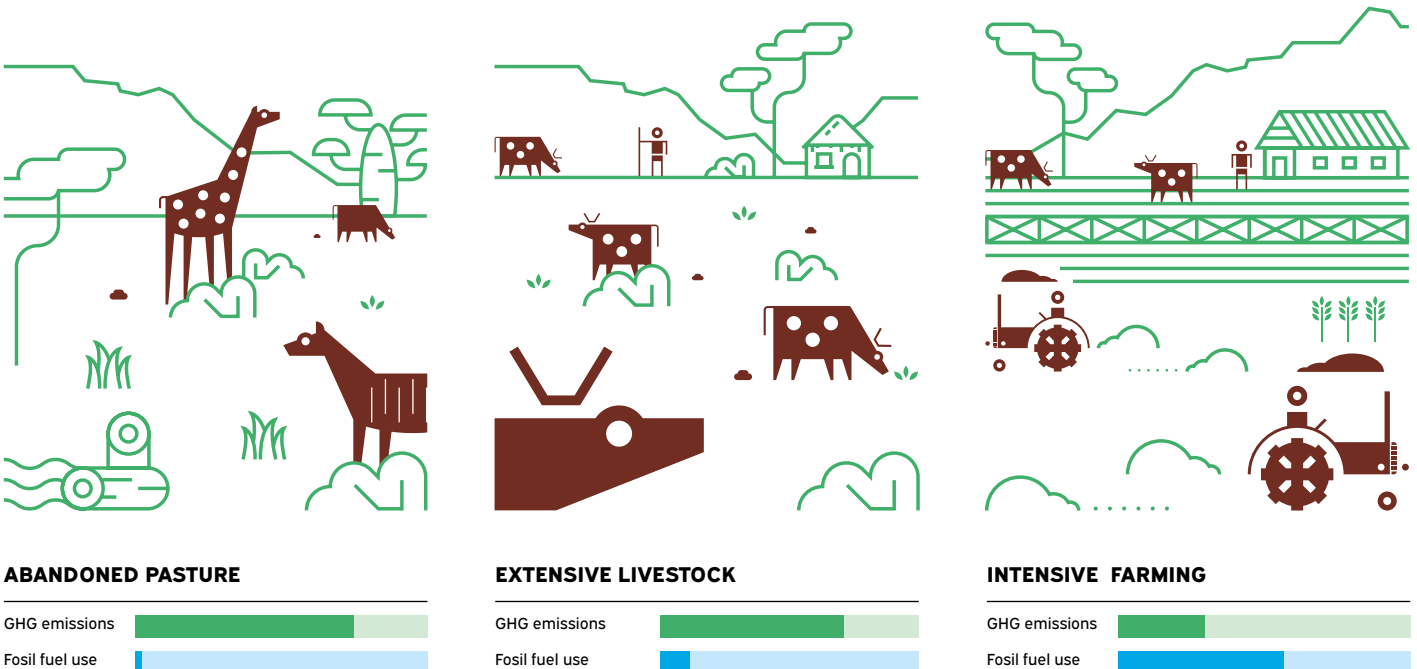 ABANDONED PASTURE
GHG emissions
Fosil fuel use
EXTENSIVE LIVESTOCK
GHG emissions
Fosil fuel use
INTENSIVE FARMING
GHG emissions
Fosil fuel use